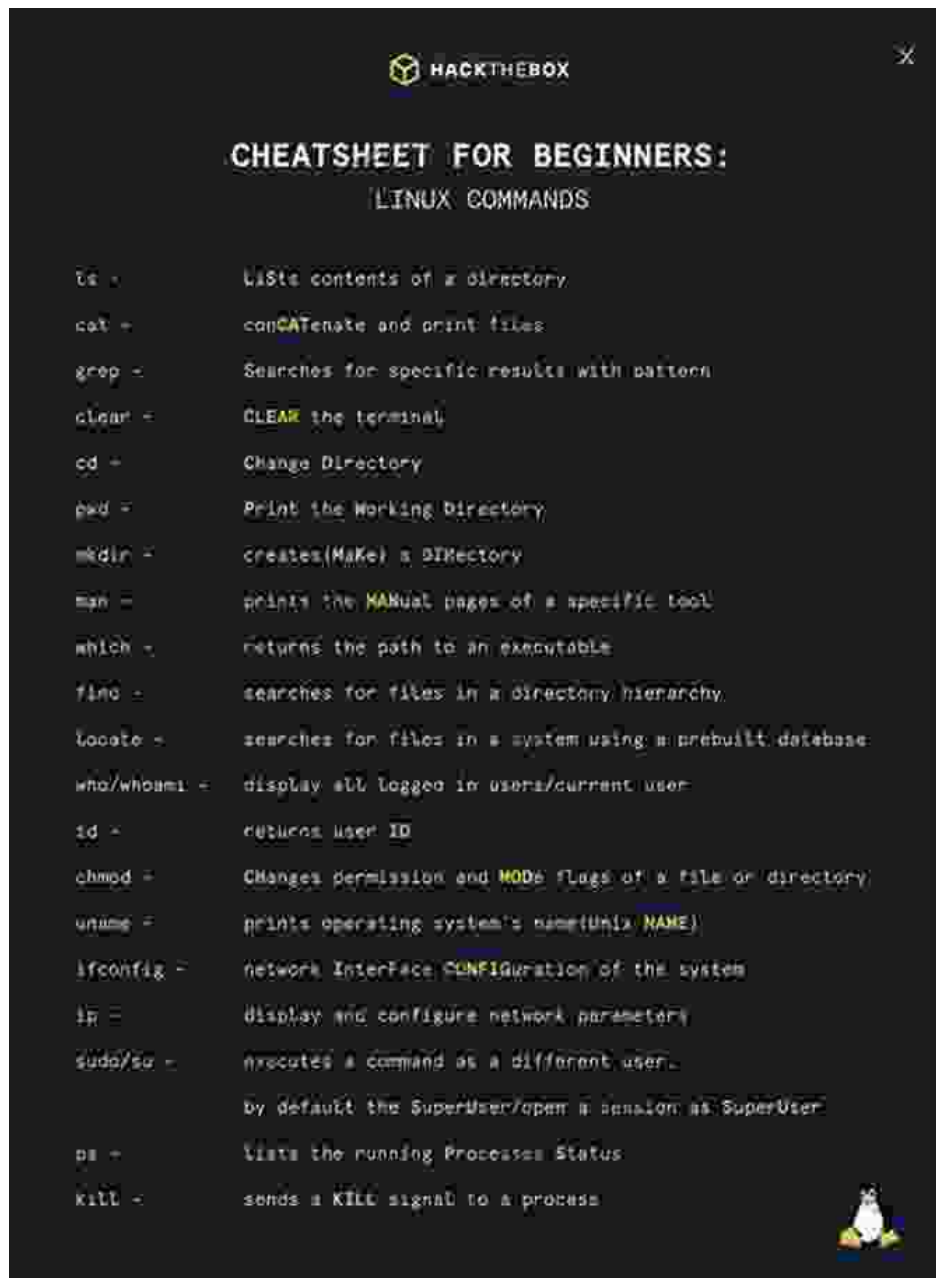 HACKTHEBOX
CHEATSHEET FOR BEGINNERS:
LINUX COMMANDS
ls - LiSts contents of a directory
cat - conCATenate and print files
grep - Searches for specific results with pattern
clear - CLEAR the terminal
cd - Change Directory
pwd - Print the Working Directory
mkdir - creates(MaKe) a DIRectory
man - prints the MANual pages of a specific tool
which - returns the path to an executable
find - searches for files in a directory hierarchy
locate - searches for files in a system using a prebuilt database
who/whoami - display all logged in users/current user
id - returns user ID
chmod - CHanges permission and MODe flags of a file or directory
uname - prints operating system's name(Unix NAME)
ifconfig - network InterFace CONFIGuration of the system
ip - display and configure network parameters
sudo/su - executes a command as a different user.
by default the SuperUser/open a session as SuperUser
ps - lists the running Processes Status
kill - sends a KILL signal to a process